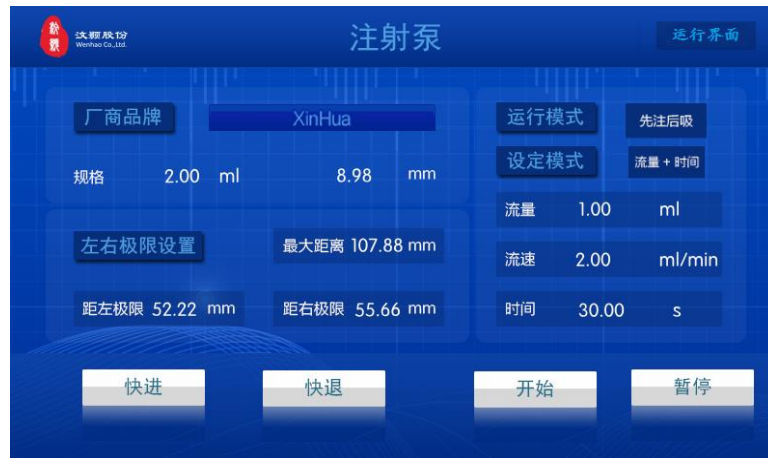 汶颢股份
Wenhao Co.,Ltd.
注射泵
运行界面
厂商品牌 XinHua
规格 2.00 ml 8.98 mm
左右极限设置 最大距离 107.88 mm
距左极限 52.22 mm 距右极限 55.66 mm
运行模式 先注后吸
设定模式 流量 + 时间
流量 1.00 ml
流速 2.00 ml/min
时间 30.00 s
快进 快退 开始 暂停